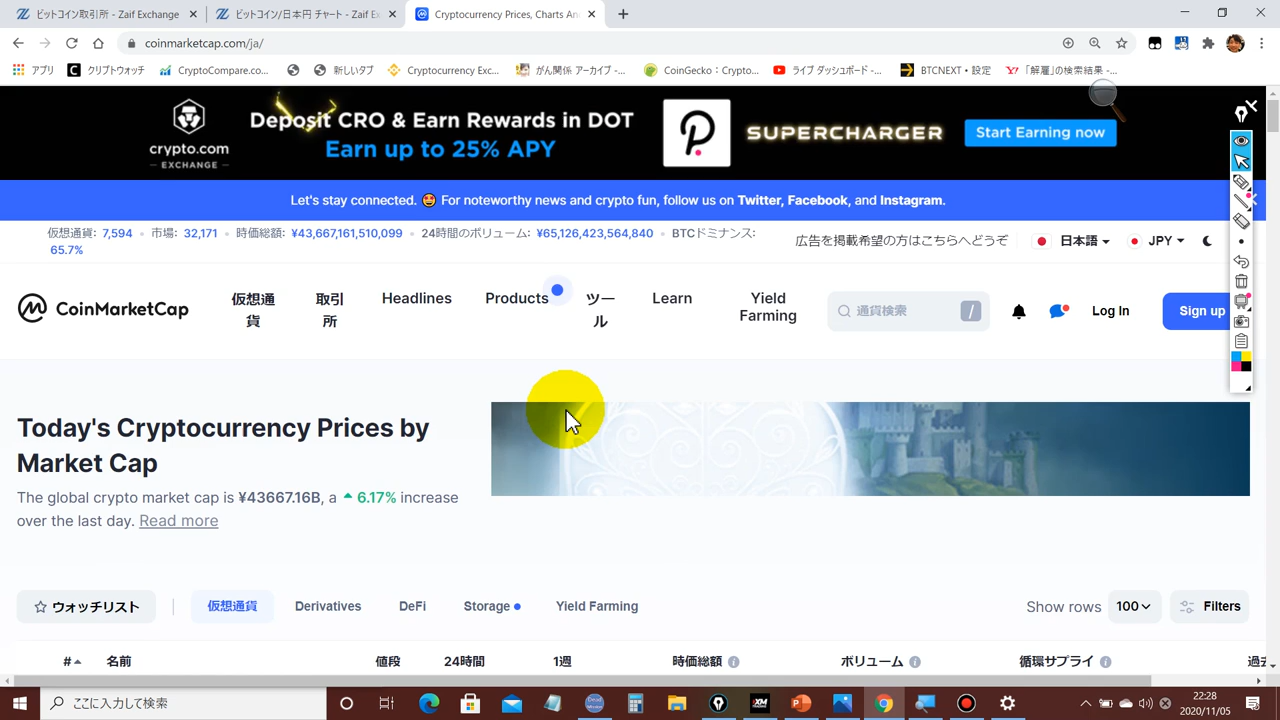 ビットコイン取引所 - Zaif Exchange
ビットコイン/日本円 チャート - Zaif E
Cryptocurrency Prices, Charts An
coinmarketcap.com/ja/
アプリ
クリプトウォッチ
CryptoCompare.co...
新しいタブ
Cryptocurrency Exc...
がん関係 アーカイブ -...
CoinGecko : Crypto...
ライブ ダッシュボード -...
BTCNEXT・設定
「解雇」の検索結果 -...
crypto.com
EXCHANGE
Deposit CRO & Earn Rewards in DOT
Earn up to 25% APY
SUPERCHARGER
Start Earning now
Let's stay connected. 🤩 For noteworthy news and crypto fun, follow us on Twitter, Facebook, and Instagram.
仮想通貨: 7,594 • 市場: 32,171 • 時価総額: ¥43,667,161,510,099 • 24時間のボリューム: ¥65,126,423,564,840 • BTCドミナンス:
65.7%
広告を掲載希望の方はこちらへどうぞ
日本語
JPY
CoinMarketCap
仮想通
貨
取引
所
Headlines
Products
ツー
ル
Learn
Yield
Farming
通貨検索
/
Log In
Sign up
Today's Cryptocurrency Prices by
Market Cap
The global crypto market cap is ¥43667.16B, a 6.17% increase
over the last day. Read more
ウォッチリスト
仮想通貨
Derivatives
DeFi
Storage
Yield Farming
Show rows
100
Filters
#
名前
値段
24時間
1週
時価総額
ボリューム
循環サプライ
過去
ここに入力して検索
22:28
2020/11/05